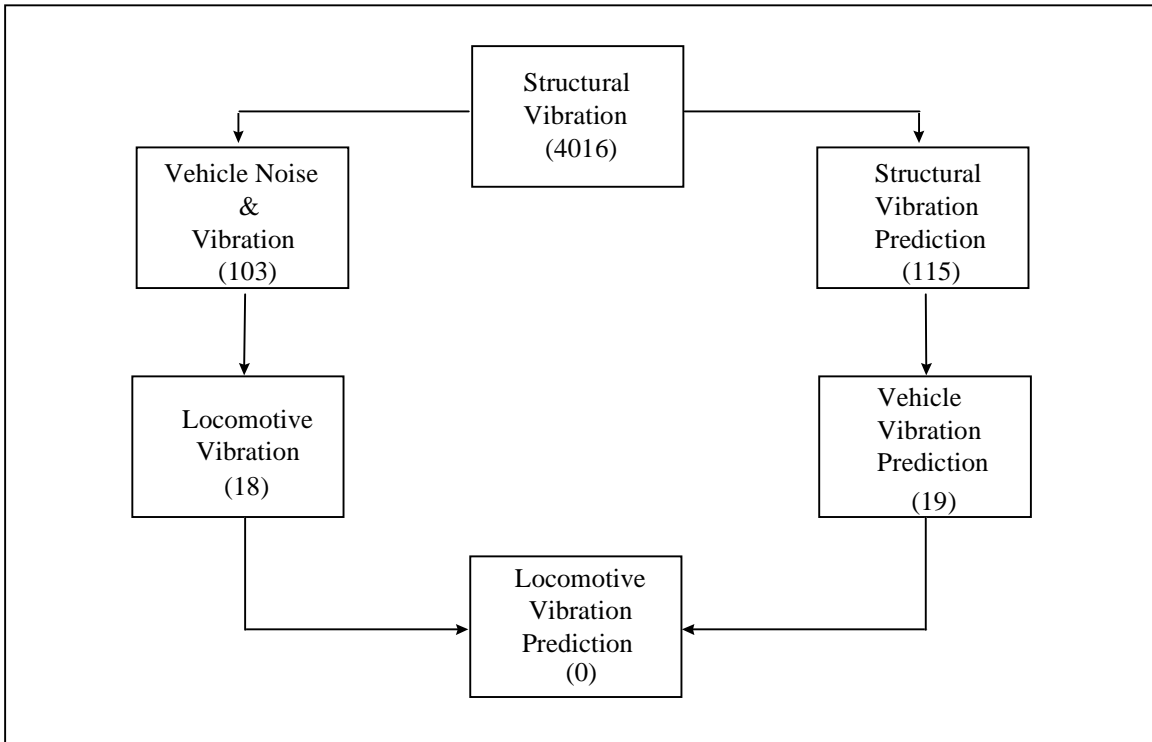 Structural
Vibration
(4016)
Vehicle Noise
&
Vibration
(103)
Structural
Vibration
Prediction
(115)
Locomotive
Vibration
(18)
Vehicle
Vibration
Prediction
(19)
Locomotive
Vibration
Prediction
(0)